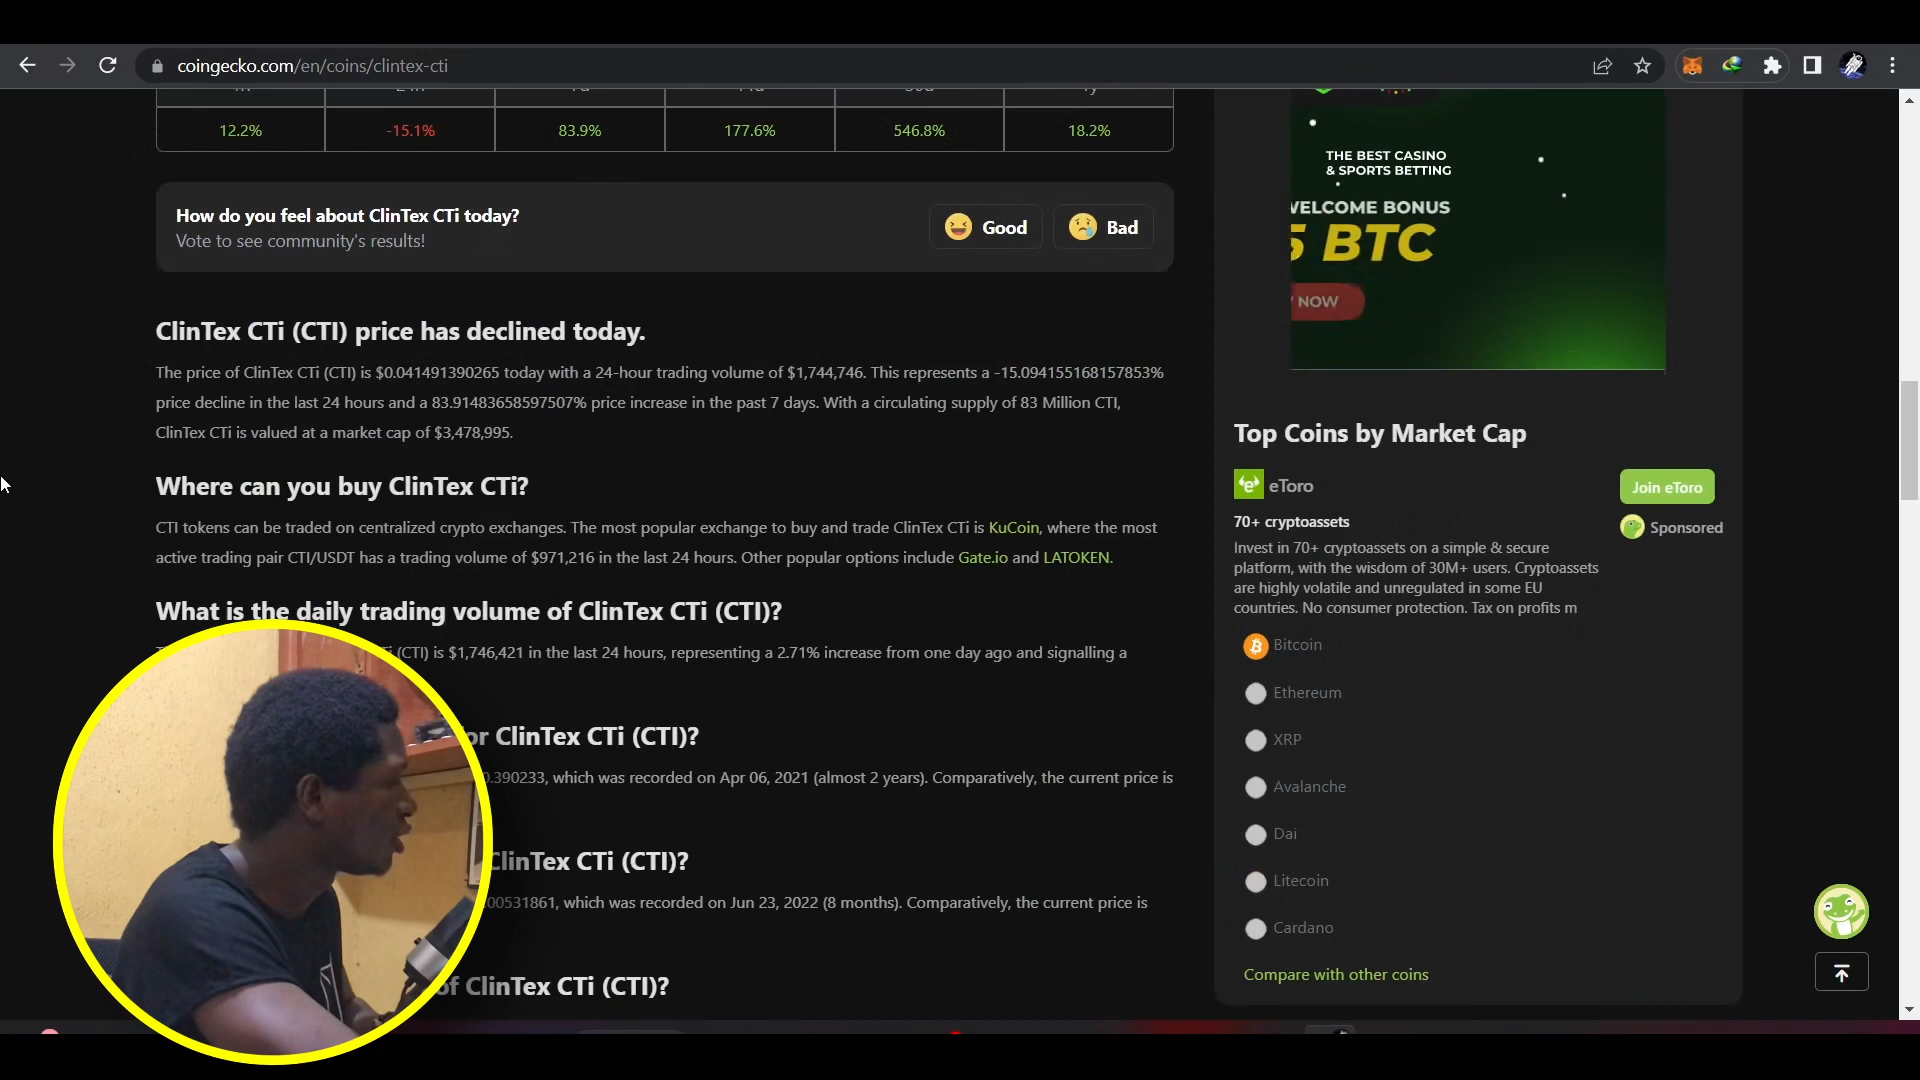 coingecko.com/en/coins/clintex-cti
12.2% -15.1% 83.9% 177.6% 546.8% 18.2%
How do you feel about ClinTex CTi today?
Vote to see community's results!
Good
Bad
ClinTex CTi (CTI) price has declined today.
The price of ClinTex CTi (CTI) is $0.041491390265 today with a 24-hour trading volume of $1,744,746. This represents a -15.0941551681578​53%
price decline in the last 24 hours and a 83.91483658597507% price increase in the past 7 days. With a circulating supply of 83 Million CTI,
ClinTex CTi is valued at a market cap of $3,478,995.
Where can you buy ClinTex CTi?
CTI tokens can be traded on centralized crypto exchanges. The most popular exchange to buy and trade ClinTex CTi is KuCoin, where the most
active trading pair CTI/USDT has a trading volume of $971,216 in the last 24 hours. Other popular options include Gate.io and LATOKEN.
What is the daily trading volume of ClinTex CTi (CTI)?
(CTI) is $1,746,421 in the last 24 hours, representing a 2.71% increase from one day ago and signalling a
or ClinTex CTi (CTI)?
0.390233, which was recorded on Apr 06, 2021 (almost 2 years). Comparatively, the current price is
ClinTex CTi (CTI)?
00531861, which was recorded on Jun 23, 2022 (8 months). Comparatively, the current price is
of ClinTex CTi (CTI)?
THE BEST CASINO
& SPORTS BETTING
WELCOME BONUS
5 BTC
NOW
Top Coins by Market Cap
eToro
Join eToro
70+ cryptoassets
Sponsored
Invest in 70+ cryptoassets on a simple & secure
platform, with the wisdom of 30M+ users. Cryptoassets
are highly volatile and unregulated in some EU
countries. No consumer protection. Tax on profits m
Bitcoin
Ethereum
XRP
Avalanche
Dai
Litecoin
Cardano
Compare with other coins